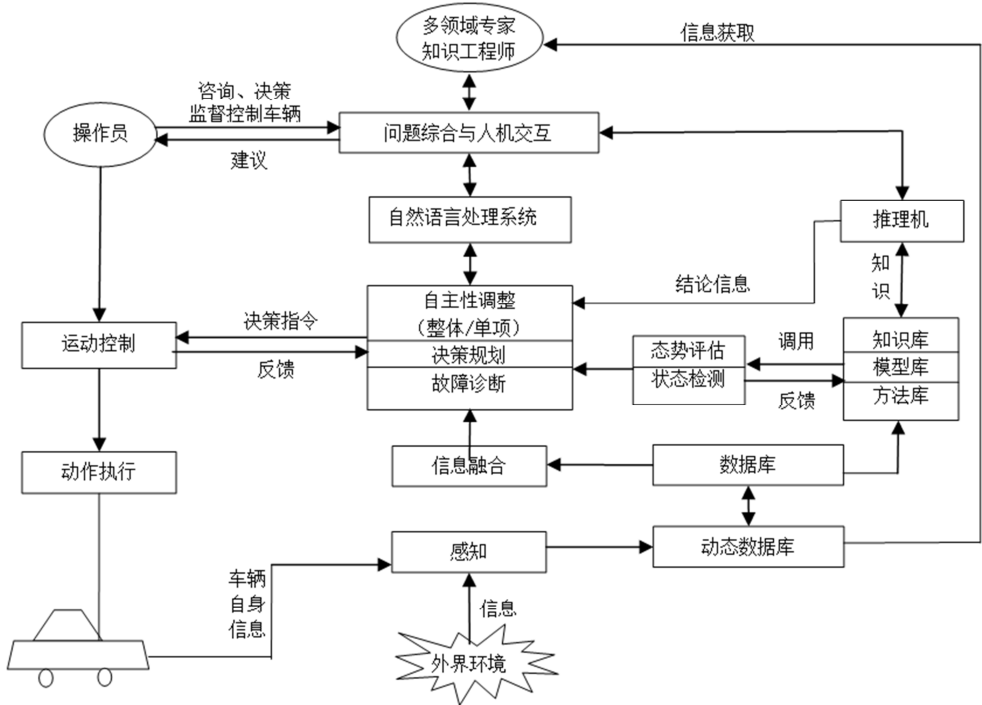 多领域专家
知识工程师
信息获取
咨询、决策
监督控制车辆
操作员
问题综合与人机交互
建议
自然语言处理系统
推理机
知
识
结论信息
自主性调整
（整体/单项）
决策规划
故障诊断
决策指令
运动控制
反馈
态势评估
状态检测
调用
反馈
知识库
模型库
方法库
动作执行
信息融合
数据库
感知
动态数据库
车辆
自身
信息
信息
外界环境